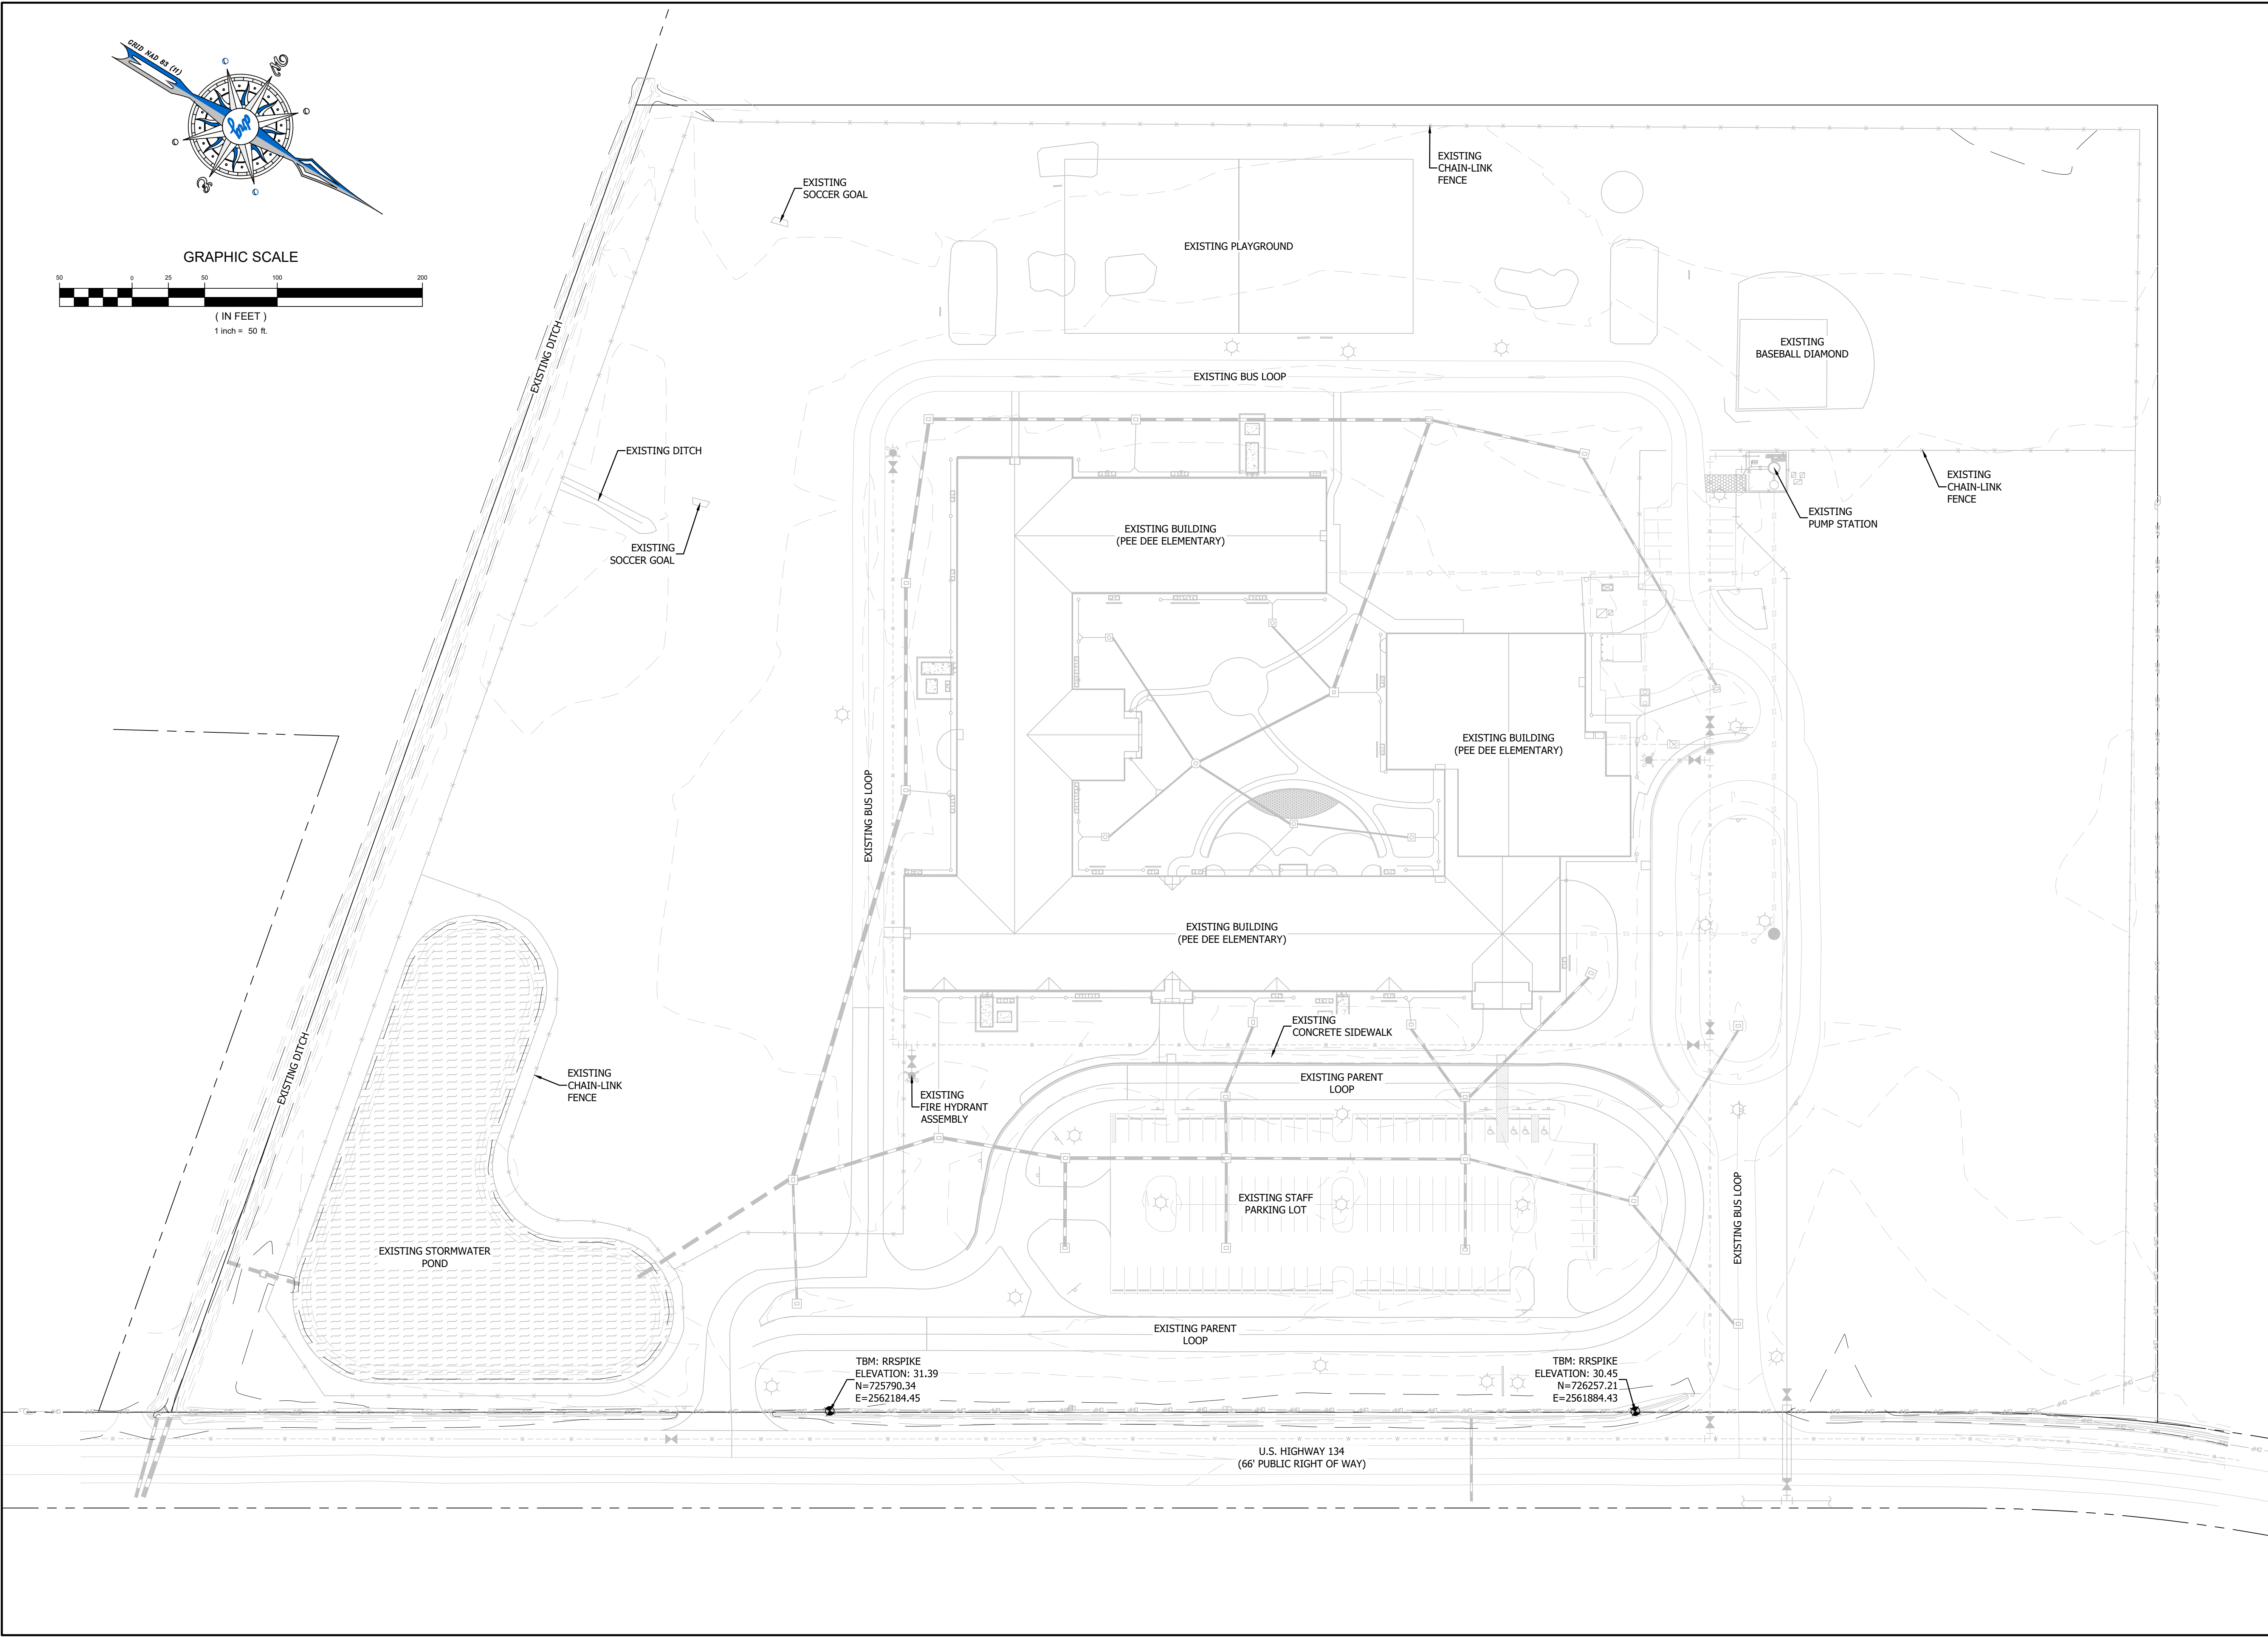 GRID NAD 83 (11)
GRAPHIC SCALE
50 0 25 50 100 200
( IN FEET )
1 inch = 50 ft.
EXISTING
SOCCER GOAL
EXISTING
CHAIN-LINK
FENCE
EXISTING PLAYGROUND
EXISTING DITCH
EXISTING
BASEBALL DIAMOND
EXISTING BUS LOOP
EXISTING DITCH
EXISTING
CHAIN-LINK
FENCE
EXISTING
PUMP STATION
EXISTING BUILDING
(PEE DEE ELEMENTARY)
EXISTING
SOCCER GOAL
EXISTING BUILDING
(PEE DEE ELEMENTARY)
EXISTING BUS LOOP
EXISTING BUILDING
(PEE DEE ELEMENTARY)
EXISTING DITCH
EXISTING
CHAIN-LINK
FENCE
EXISTING
CONCRETE SIDEWALK
EXISTING PARENT
LOOP
EXISTING
FIRE HYDRANT
ASSEMBLY
EXISTING STAFF
PARKING LOT
EXISTING BUS LOOP
EXISTING STORMWATER
POND
EXISTING PARENT
LOOP
TBM: RRSPIKE
ELEVATION: 31.39
N=725790.34
E=2562184.45
TBM: RRSPIKE
ELEVATION: 30.45
N=726257.21
E=2561884.43
U.S. HIGHWAY 134
(66' PUBLIC RIGHT OF WAY)